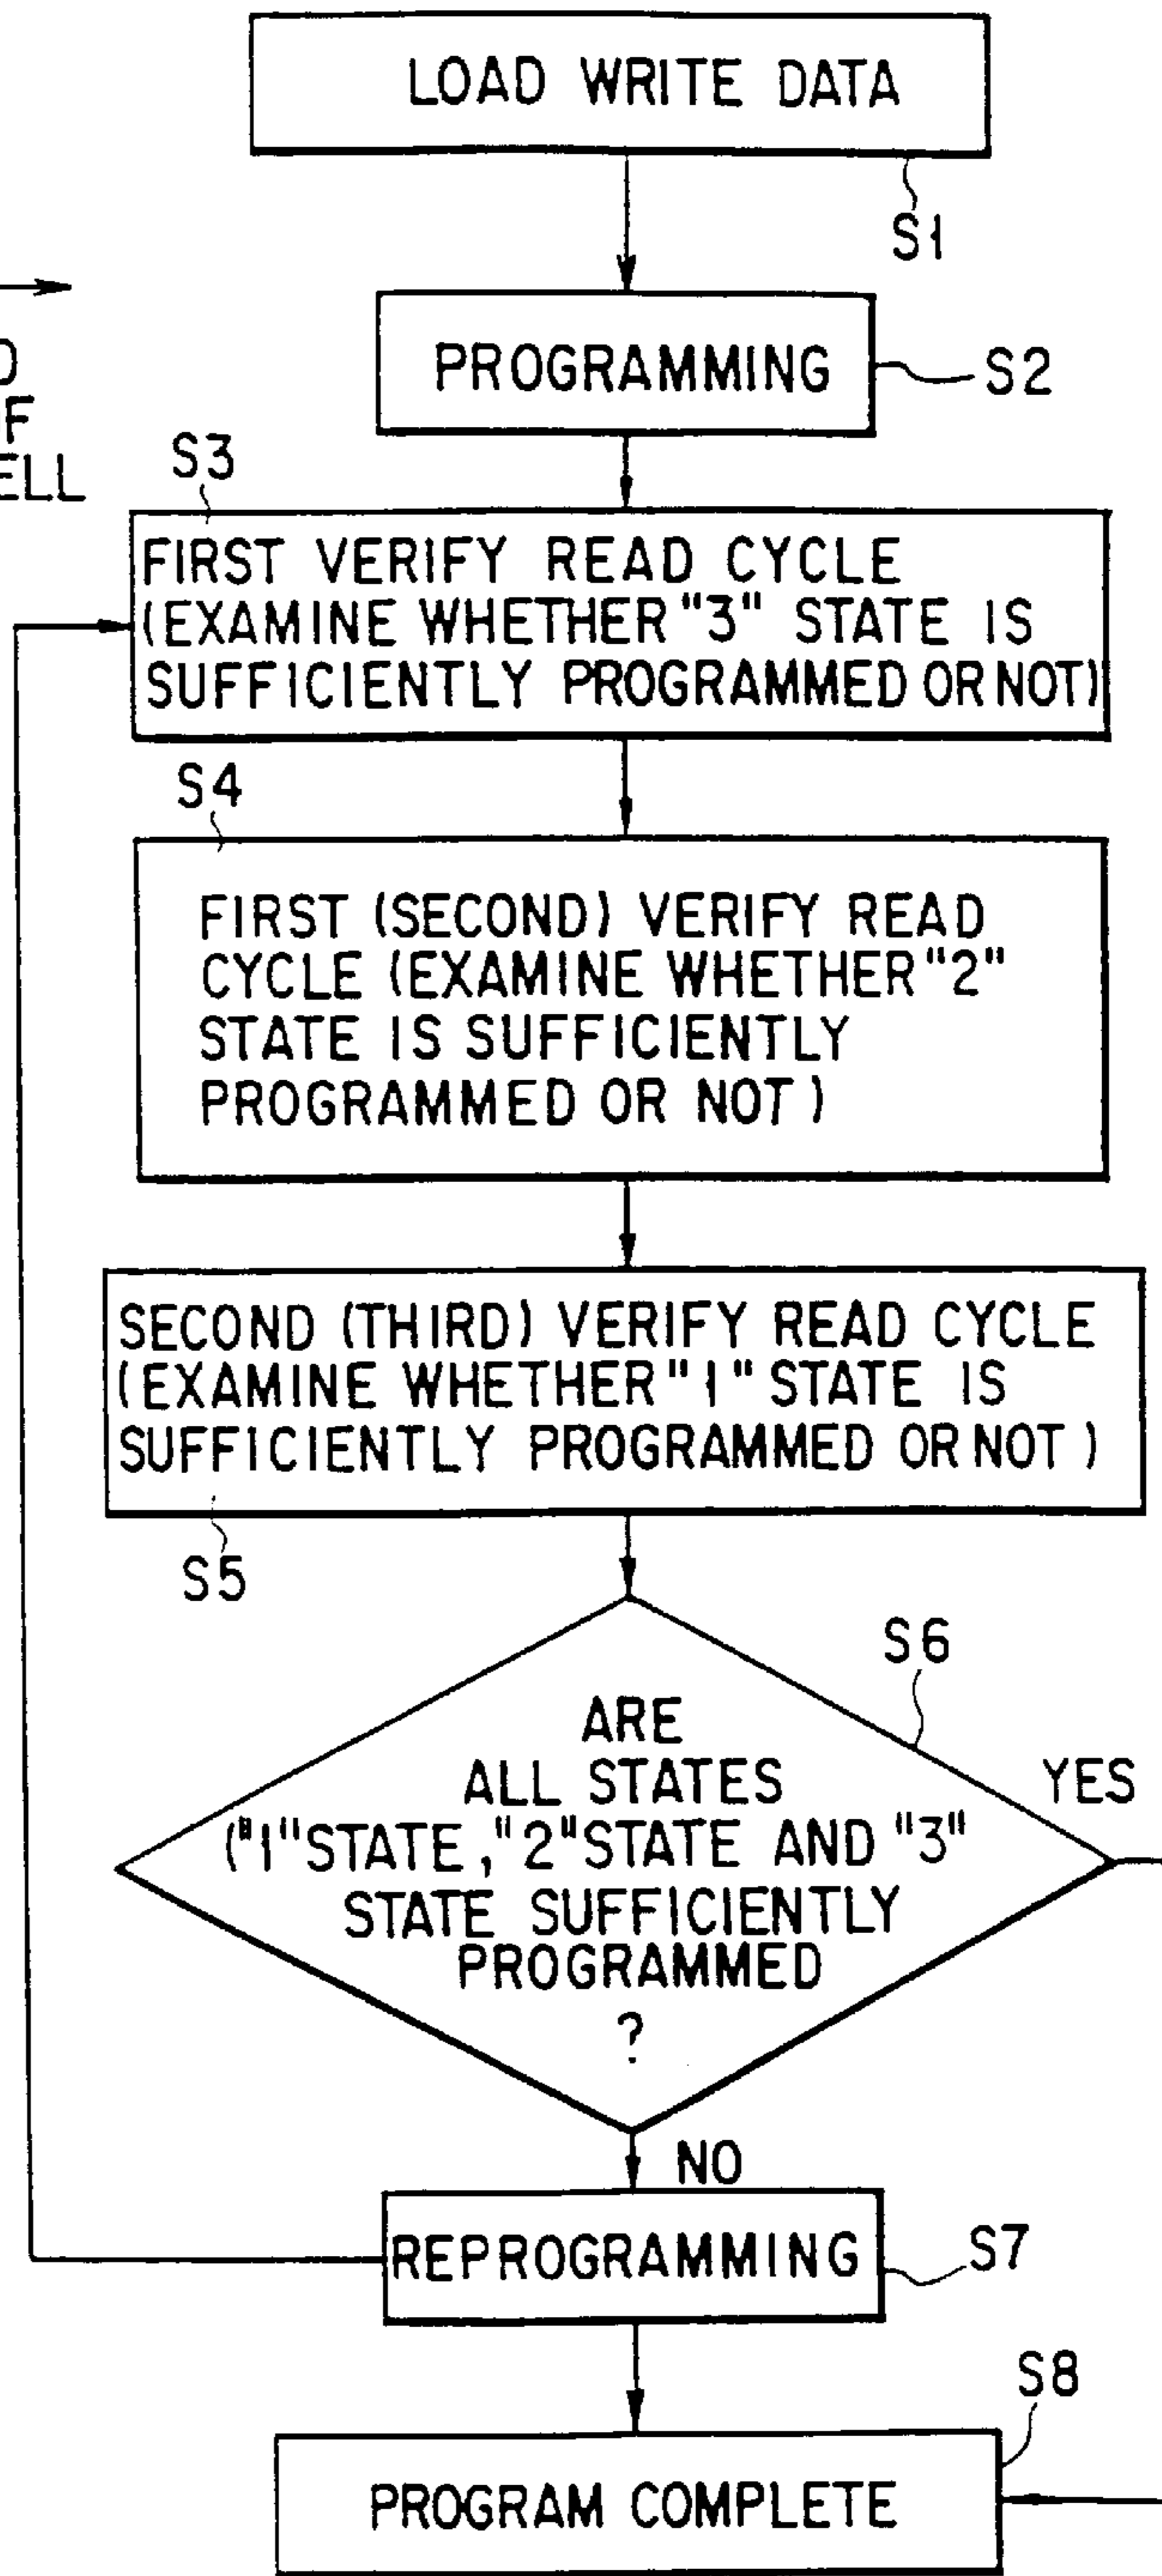 LOAD WRITE DATA
S1
PROGRAMMING
S2
S3
FIRST VERIFY READ CYCLE
(EXAMINE WHETHER "3" STATE IS
SUFFICIENTLY PROGRAMMED OR NOT)
S4
FIRST (SECOND) VERIFY READ
CYCLE (EXAMINE WHETHER "2"
STATE IS SUFFICIENTLY
PROGRAMMED OR NOT)
SECOND (THIRD) VERIFY READ CYCLE
(EXAMINE WHETHER "1" STATE IS
SUFFICIENTLY PROGRAMMED OR NOT)
S5
S6
ARE
ALL STATES
("1" STATE, "2" STATE AND "3"
STATE SUFFICIENTLY
PROGRAMMED
?
YES
NO
REPROGRAMMING
S7
S8
PROGRAM COMPLETE